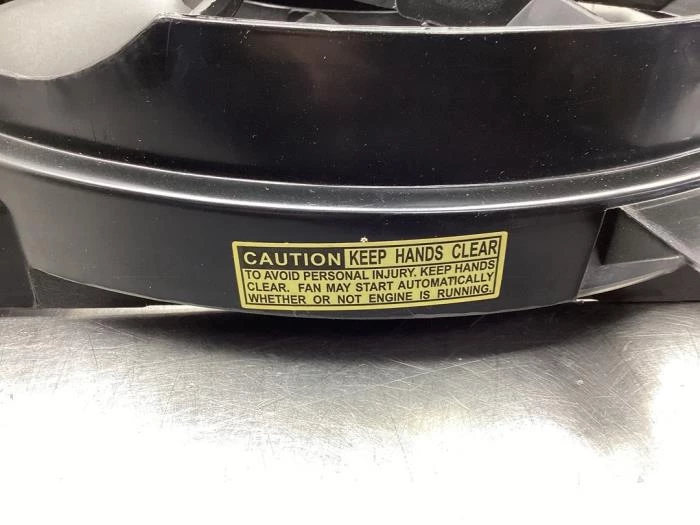 CAUTION KEEP HANDS CLEAR
TO AVOID PERSONAL INJURY. KEEP HANDS
CLEAR. FAN MAY START AUTOMATICALLY
WHETHER OR NOT ENGINE IS RUNNING.